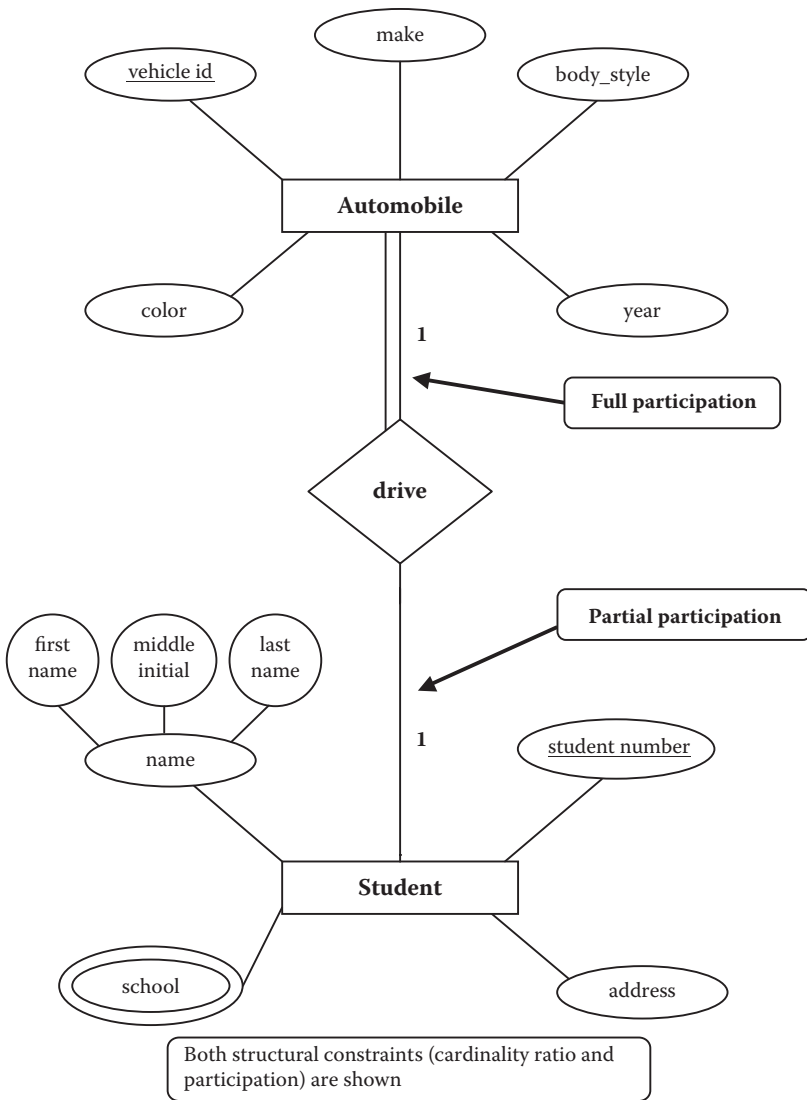 make
vehicle id
body_style
Automobile
color
year
1
Full participation
drive
Partial participation
first
name
middle
initial
last
name
1
student number
name
Student
school
address
Both structural constraints (cardinality ratio and
participation) are shown